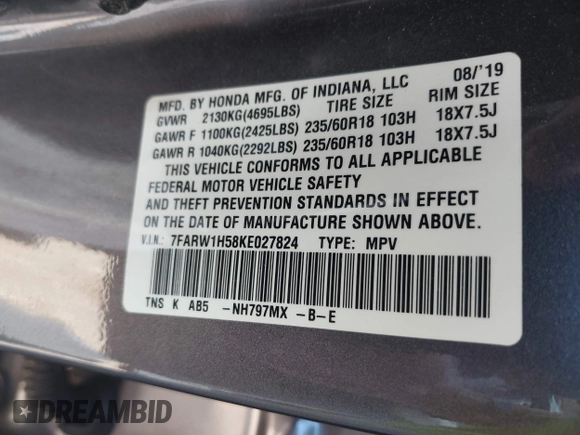 MFD. BY HONDA MFG. OF INDIANA, LLC 08/'19
GVWR 2130KG(4695LBS) TIRE SIZE RIM SIZE
GAWR F 1100KG(2425LBS) 235/60R18 103H 18X7.5J
GAWR R 1040KG(2292LBS) 235/60R18 103H 18X7.5J
THIS VEHICLE CONFORMS TO ALL APPLICABLE
FEDERAL MOTOR VEHICLE SAFETY
AND THEFT PREVENTION STANDARDS IN EFFECT
ON THE DATE OF MANUFACTURE SHOWN ABOVE.
V.I.N.: 7FARW1H58KE027824 TYPE: MPV
TNS K AB5 -NH797MX -B-E
DREAMBID